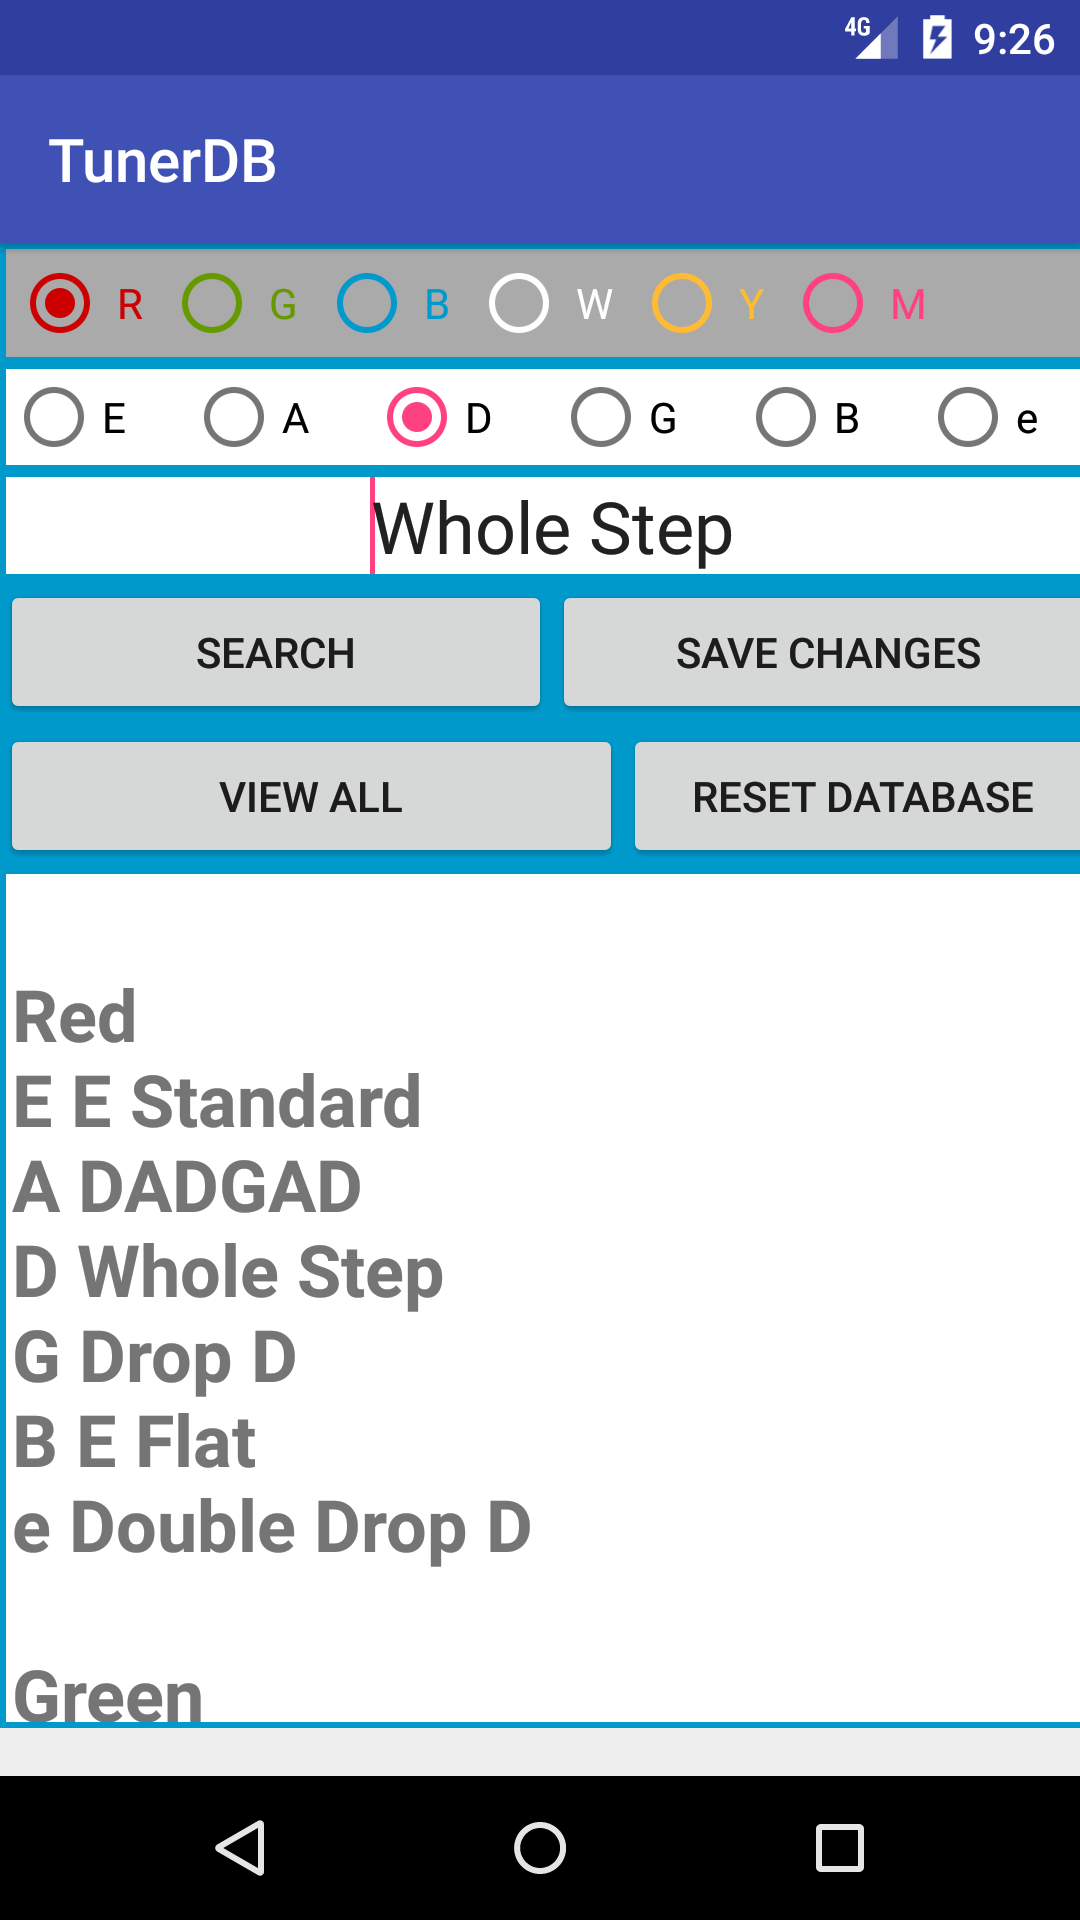 4G 9:26
TunerDB
R G B W Y M
E A D G B e
Whole Step
SEARCH SAVE CHANGES
VIEW ALL RESET DATABASE
Red
E E Standard
A DADGAD
D Whole Step
G Drop D
B E Flat
e Double Drop D
Green